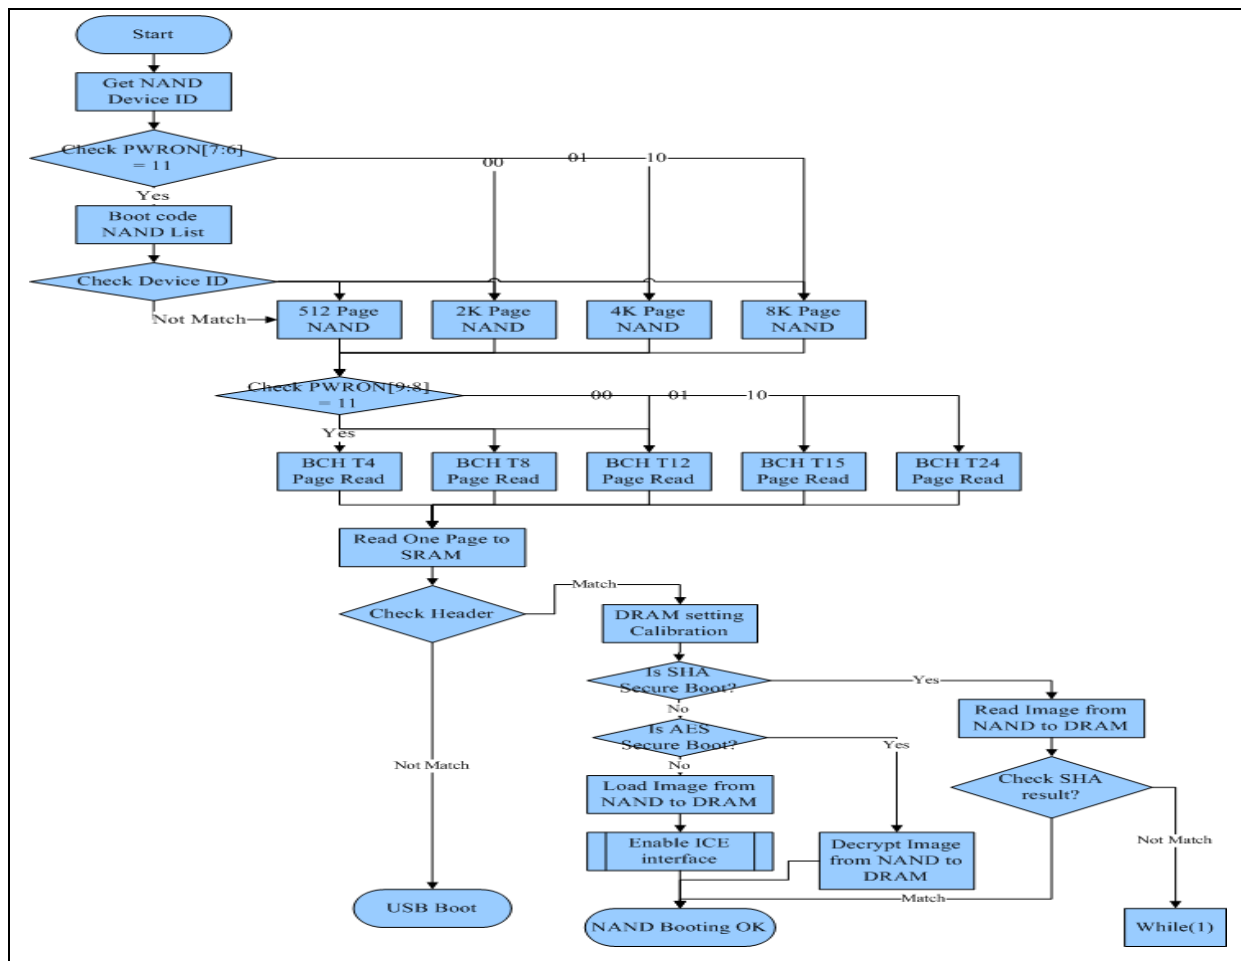 Start
Get NAND
Device ID
Check PWRON[7:6]
= 11
00
01
10
Yes
Boot code
NAND List
Check Device ID
Not Match
512 Page
NAND
2K Page
NAND
4K Page
NAND
8K Page
NAND
Check PWRON[9:8]
= 11
00
01
10
Yes
BCH T4
Page Read
BCH T8
Page Read
BCH T12
Page Read
BCH T15
Page Read
BCH T24
Page Read
Read One Page to
SRAM
Check Header
Match
DRAM setting
Calibration
Is SHA
Secure Boot?
Yes
No
Read Image from
NAND to DRAM
Is AES
Secure Boot?
Yes
No
Not Match
Load Image from
NAND to DRAM
Check SHA
result?
Enable ICE
interface
Decrypt Image
from NAND to
DRAM
Not Match
Match
USB Boot
NAND Booting OK
While(1)